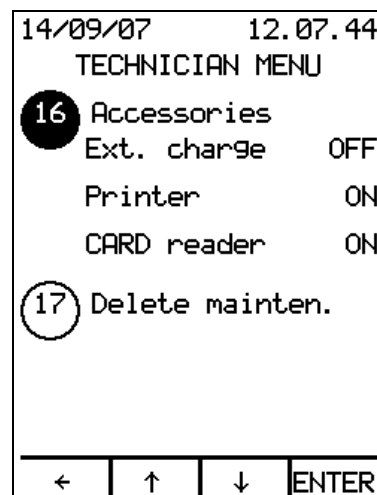 14/09/07 12.07.44
TECHNICIAN MENU
16 Accessories
Ext. charge OFF
Printer ON
CARD reader ON
17 Delete mainten.
← ↑ ↓ ENTER